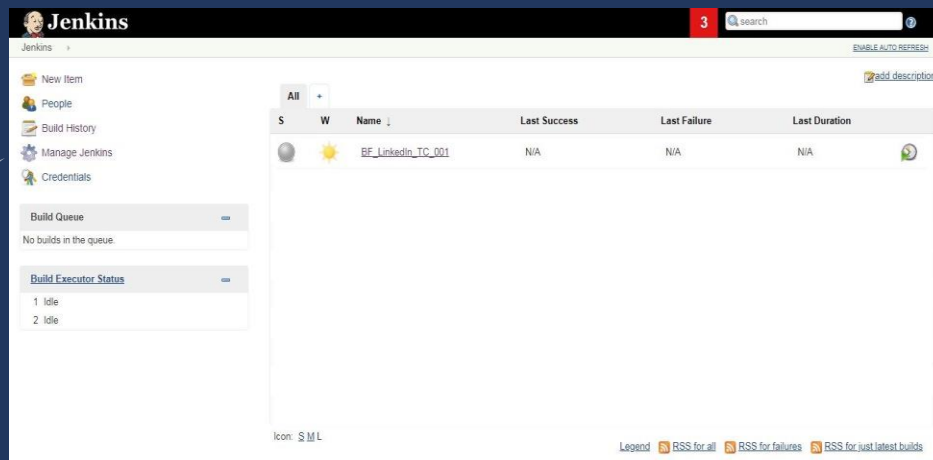 Jenkins
3
search
Jenkins
ENABLE AUTO REFRESH
New Item
People
Build History
Manage Jenkins
Credentials
Build Queue
No builds in the queue.
Build Executor Status
1 Idle
2 Idle
add description
All +
S W Name ↓ Last Success Last Failure Last Duration
BF_LinkedIn_TC_001 N/A N/A N/A
Icon: S M L
Legend RSS for all RSS for failures RSS for just latest builds